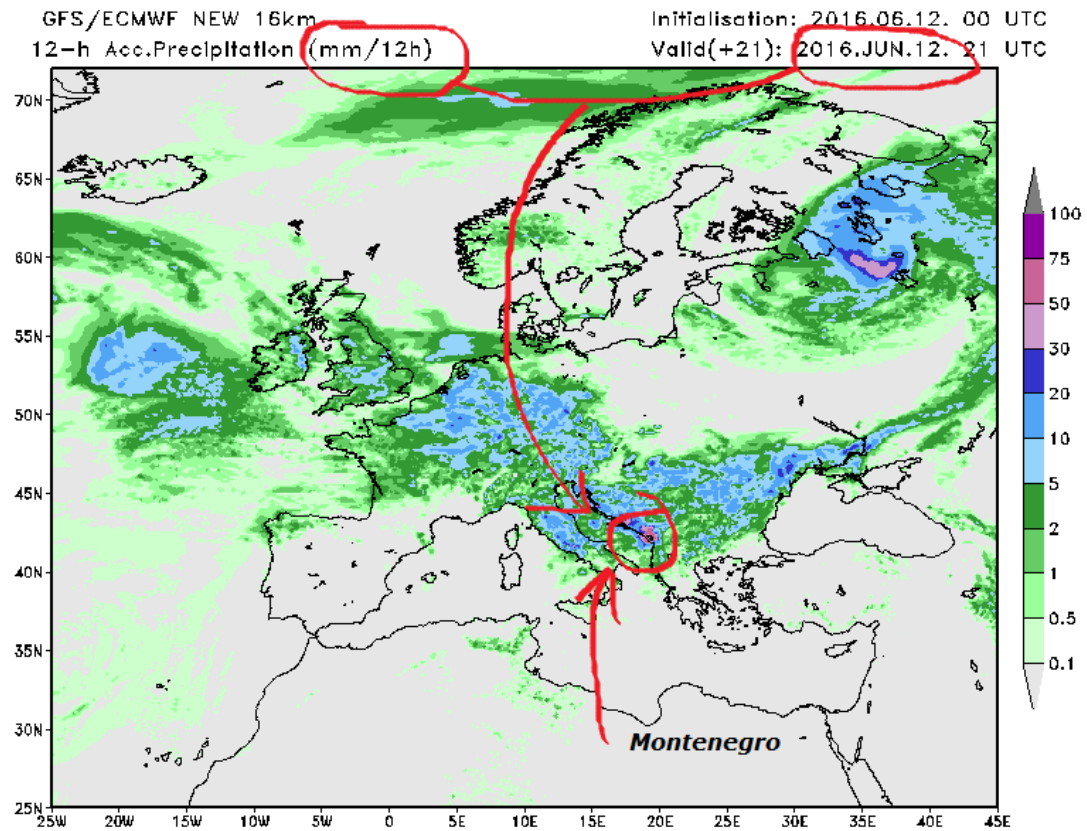 GFS/ECMWF NEW 16km
Initialisation: 2016.06.12. 00 UTC
12-h Acc.Precipitation (mm/12h)
Valid(+21): 2016.JUN.12. 21 UTC
70N
65N
60N
55N
50N
45N
40N
35N
30N
25N
25W
20W
15W
10W
5W
0
5E
10E
15E
20E
25E
30E
35E
40E
45E
100
75
50
30
20
10
5
2
1
0.5
0.1
Montenegro